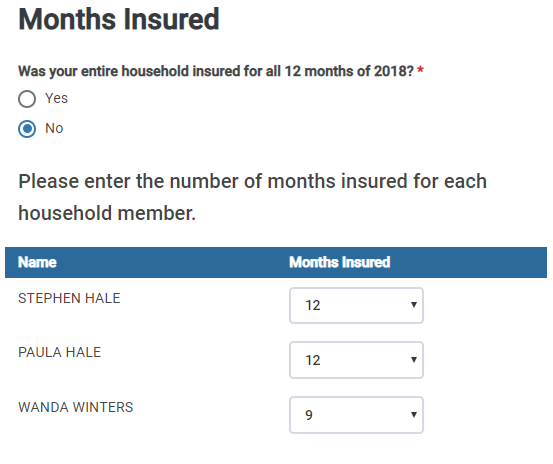 Months Insured
Was your entire household insured for all 12 months of 2018? *
Yes
No
Please enter the number of months insured for each
household member.
Name Months Insured
STEPHEN HALE 12
PAULA HALE 12
WANDA WINTERS 9